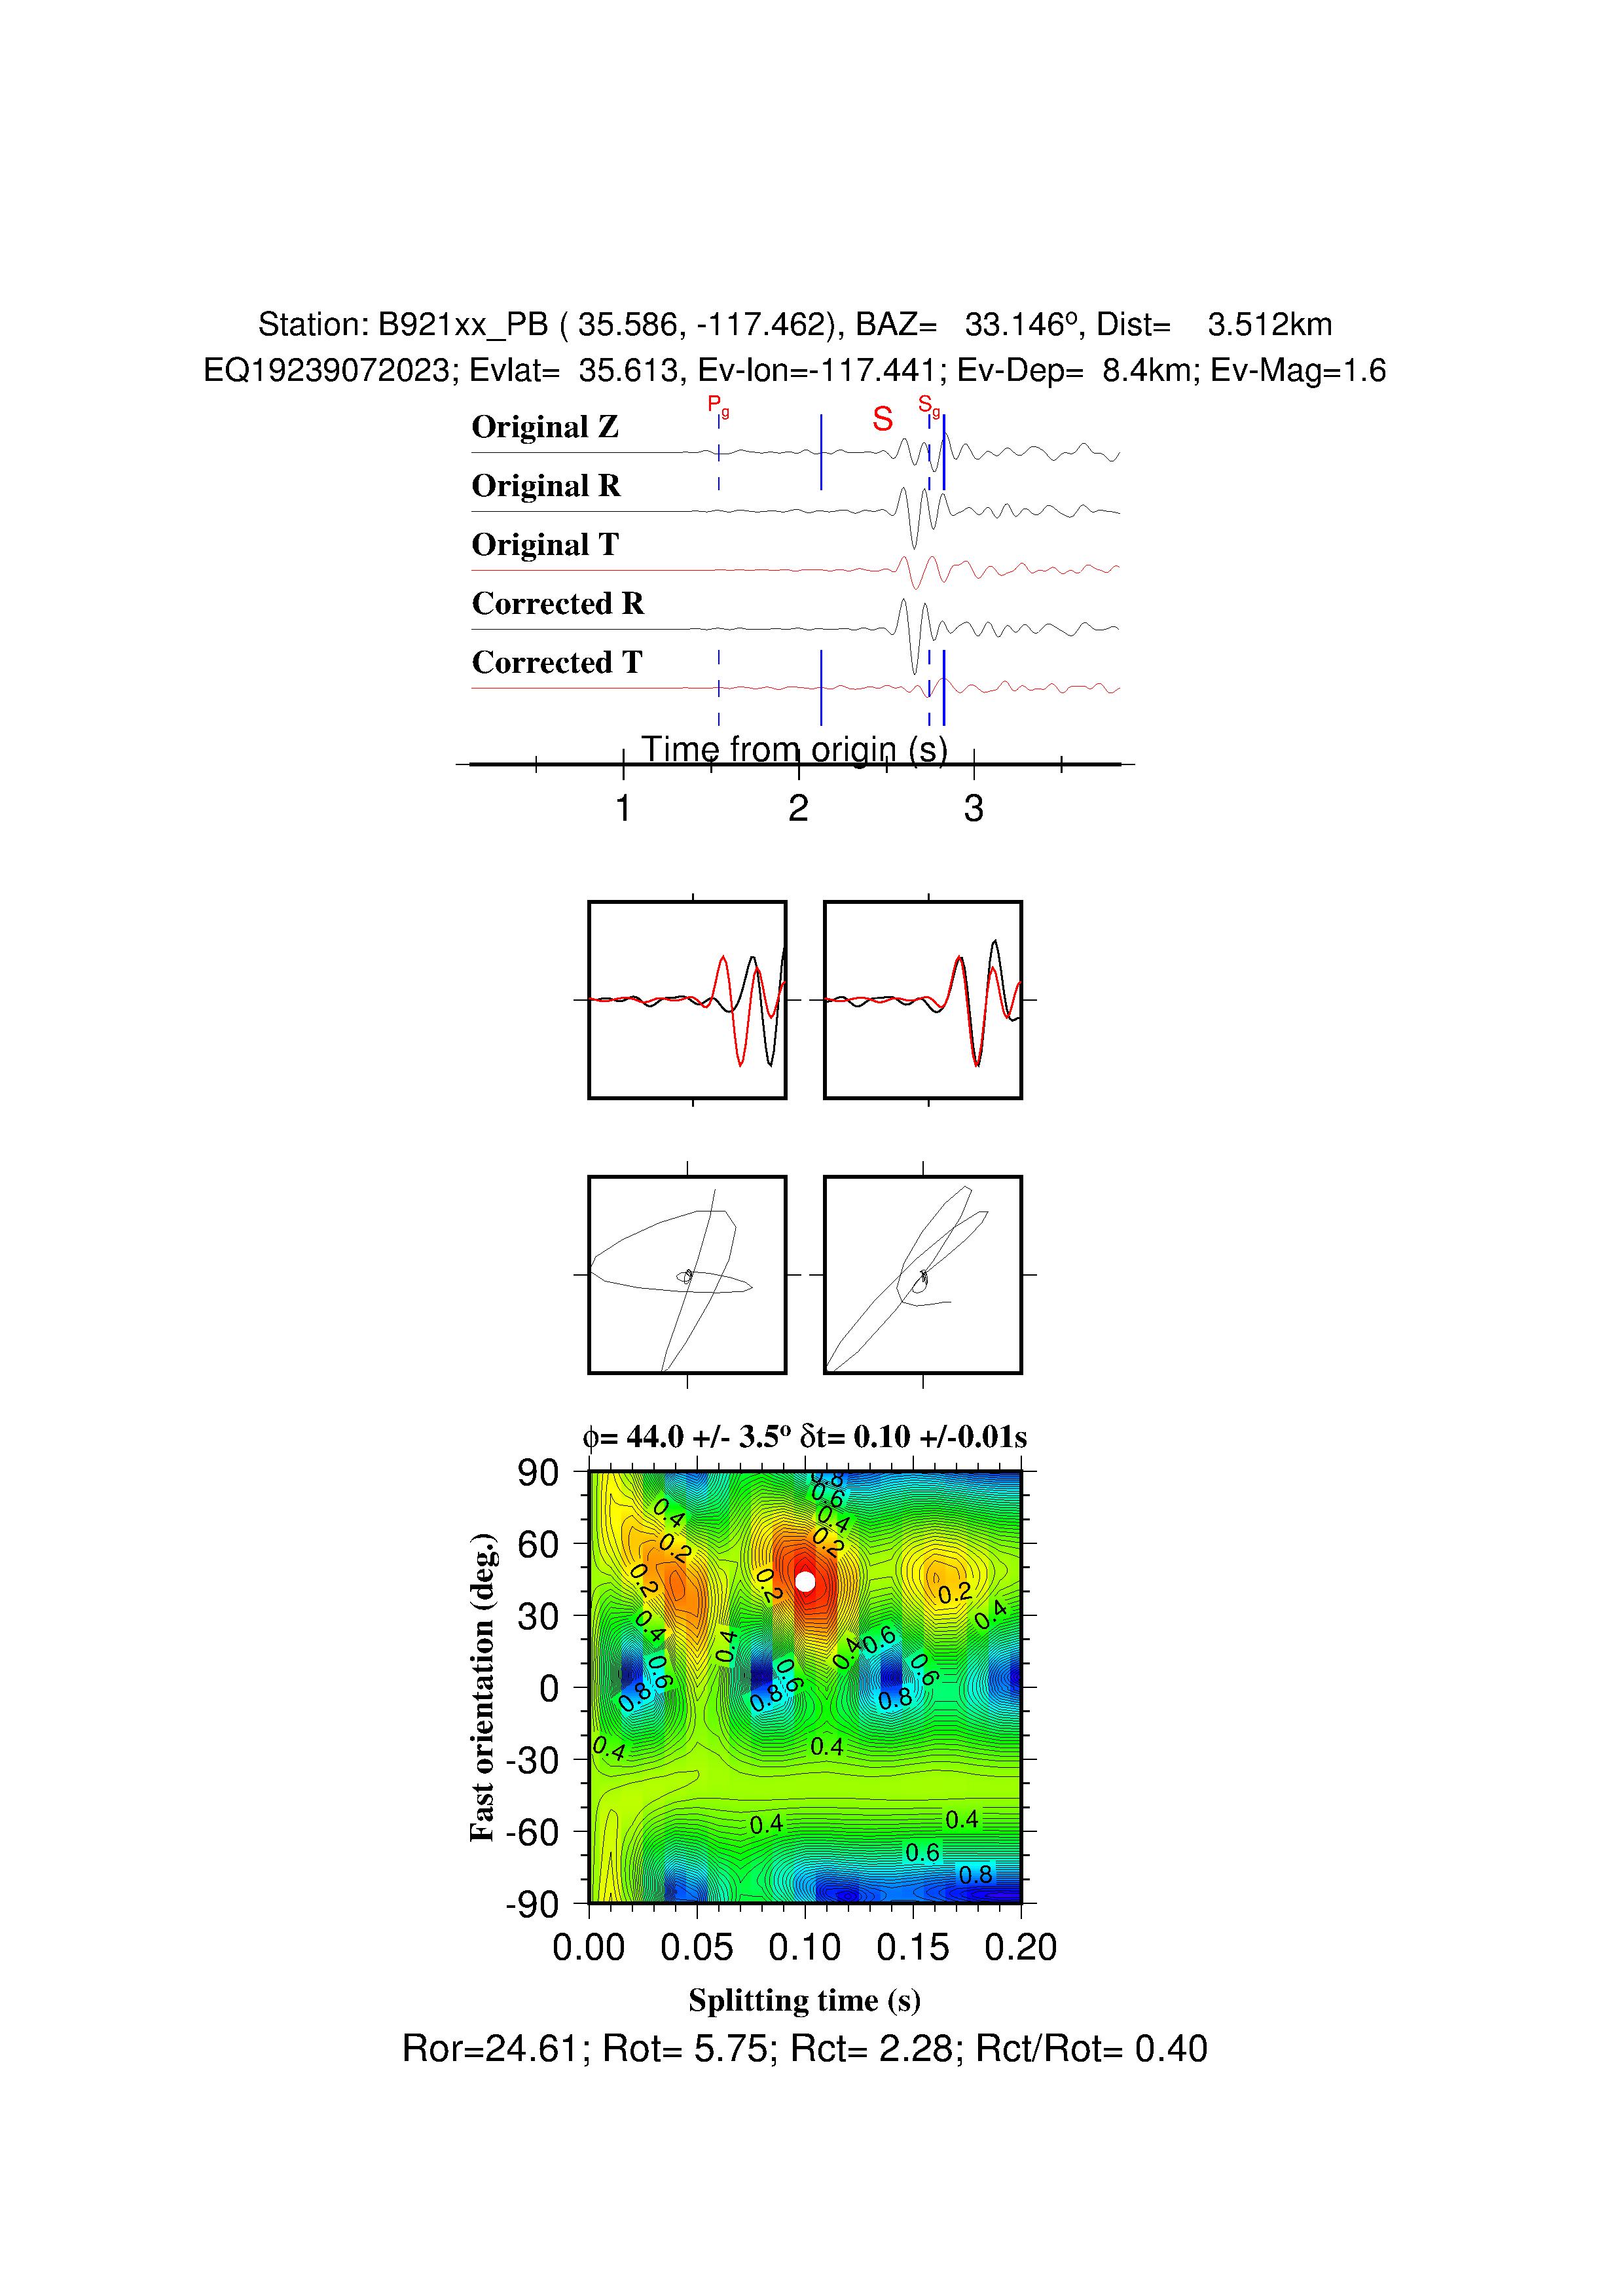 Station: B921xx_PB ( 35.586, -117.462), BAZ= 33.146º, Dist= 3.512km
EQ19239072023; Evlat= 35.613, Ev-lon=-117.441; Ev-Dep= 8.4km; Ev-Mag=1.6
Pg
S
Sg
Original Z
Original R
Original T
Corrected R
Corrected T
Time from origin (s)
1 2 3
ϕ= 44.0 +/- 3.5º δt= 0.10 +/-0.01s
90
60
30
0
-30
-60
-90
Fast orientation (deg.)
0.8
0.6
0.4 0.4
0.2 0.2
0.2 0.2 0.2
0.4 0.4
0.4 0.4 0.6
0.6 0.6 0.6
0.8 0.8 0.8
0.4 0.4
0.4 0.4
0.6
0.8
0.00 0.05 0.10 0.15 0.20
Splitting time (s)
Ror=24.61; Rot= 5.75; Rct= 2.28; Rct/Rot= 0.40